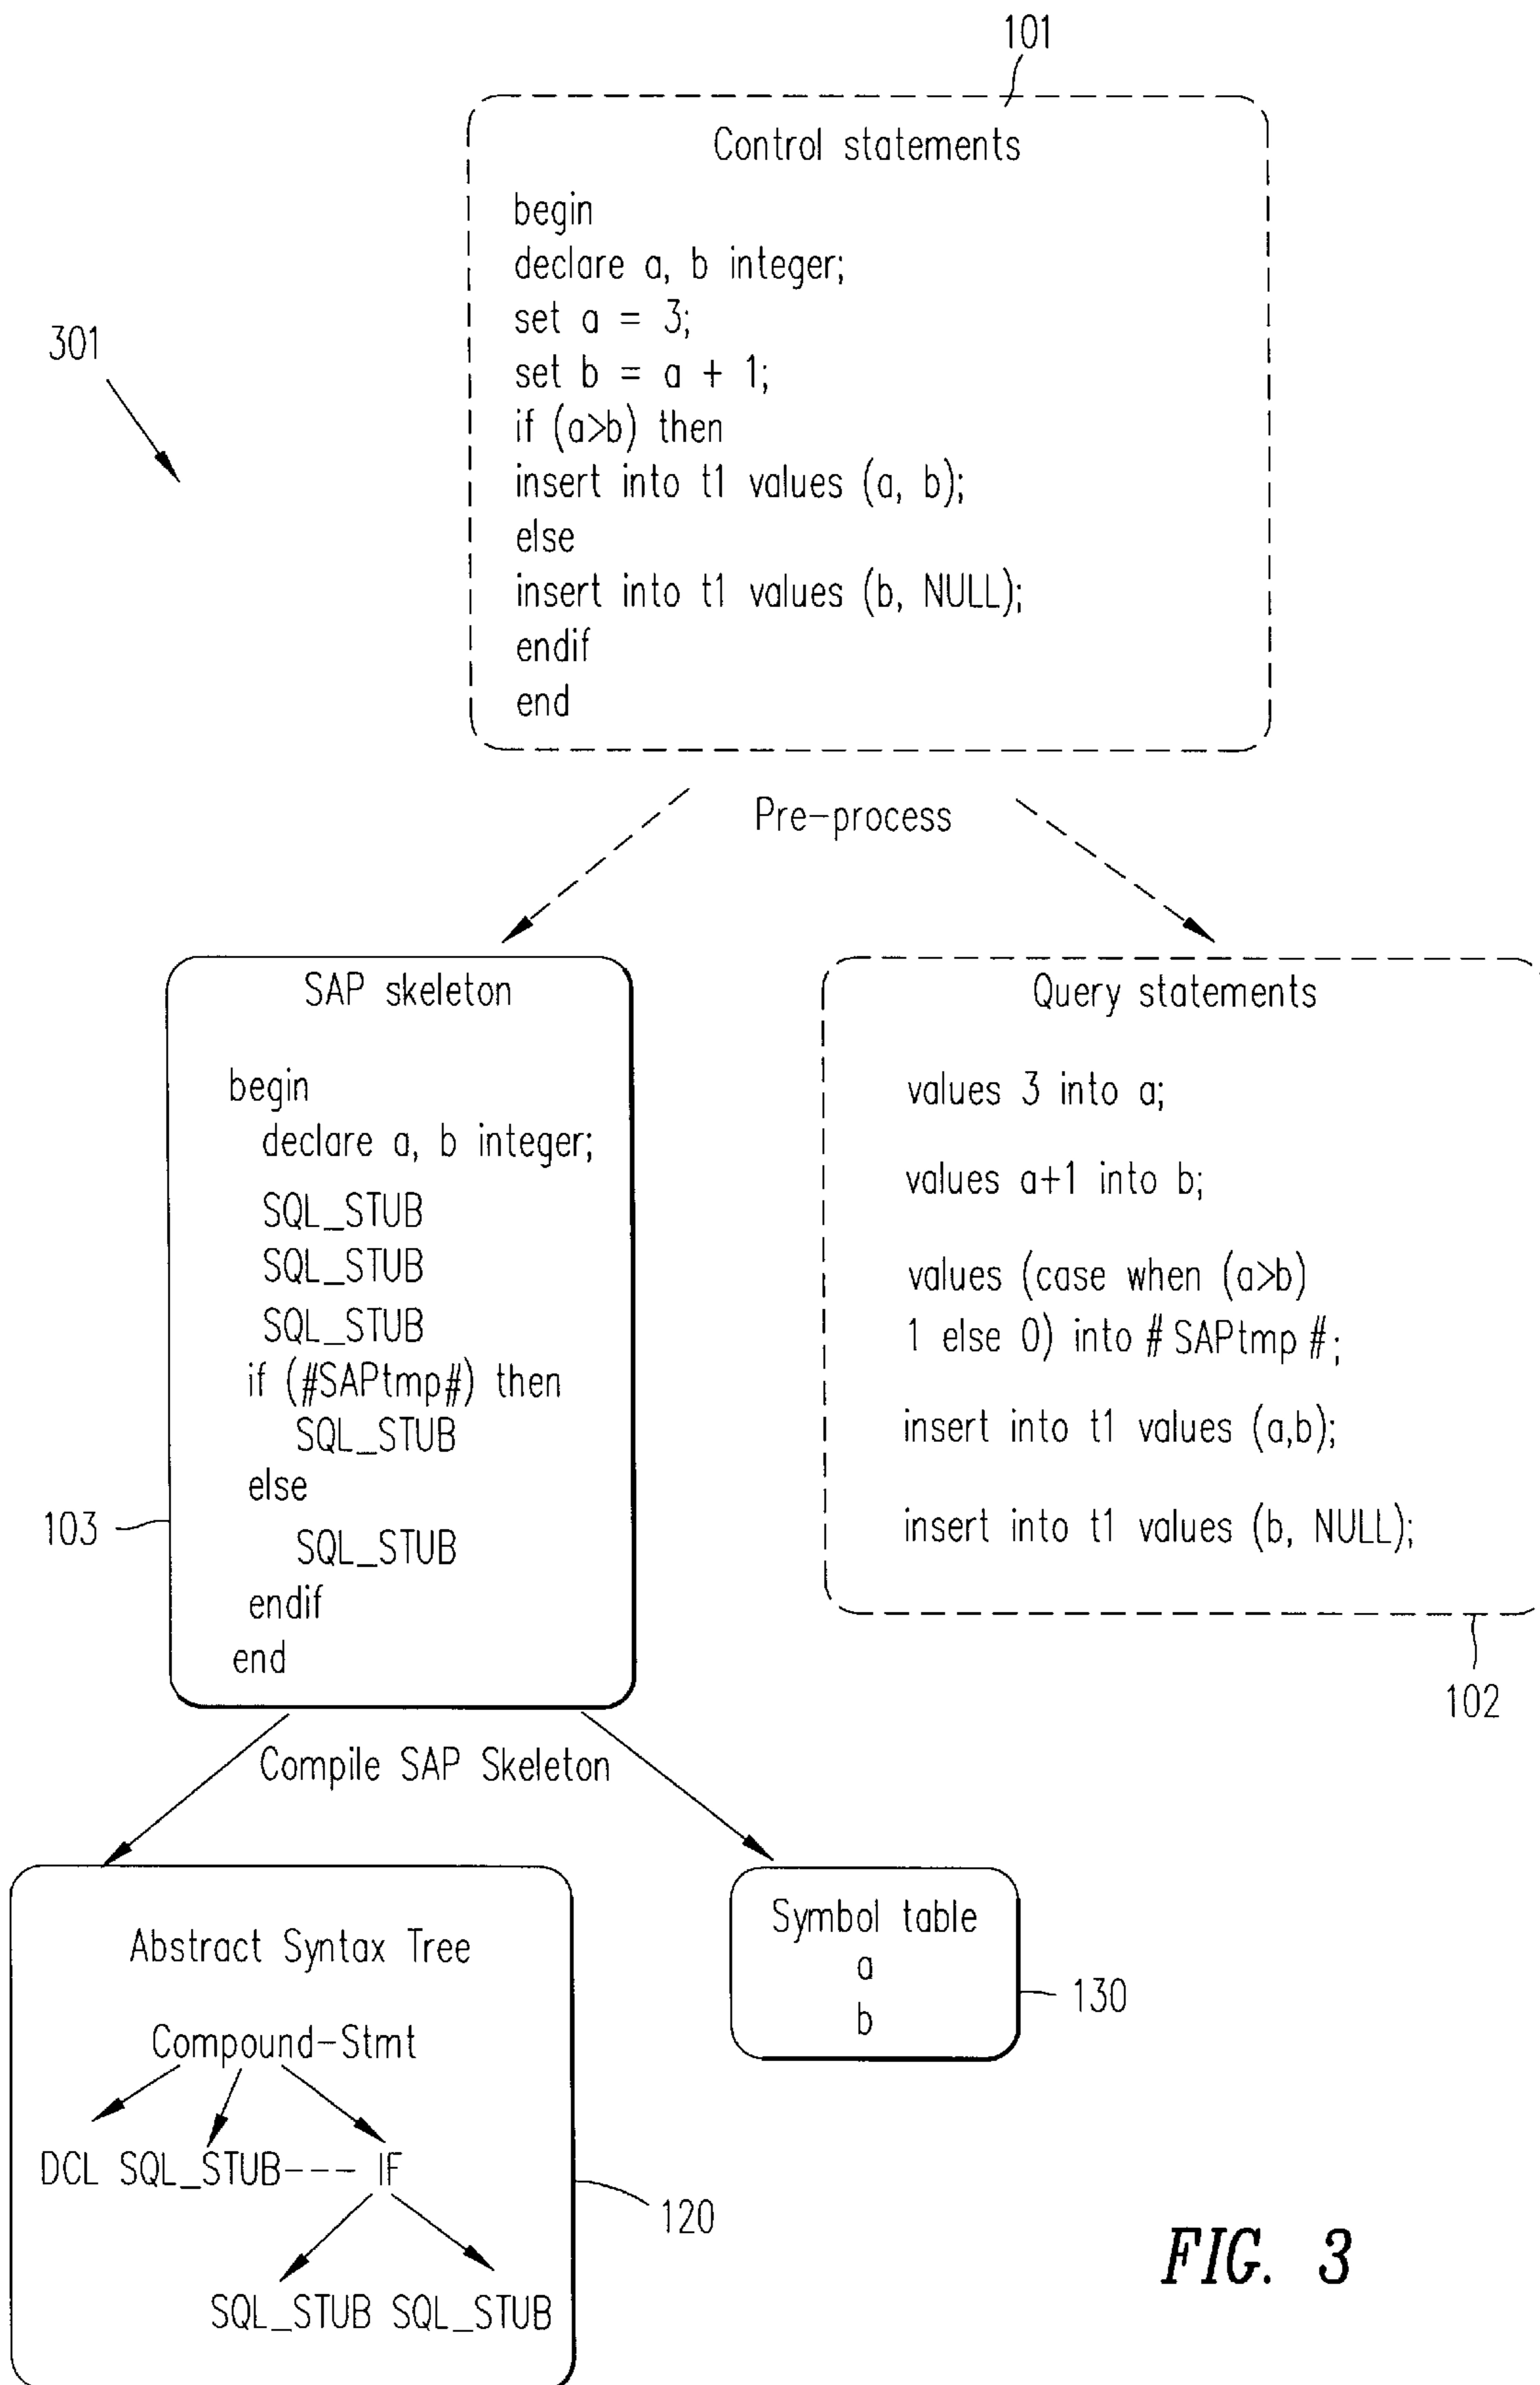 101
Control statements
begin
declare a, b integer;
set a = 3;
set b = a + 1;
if (a>b) then
insert into t1 values (a, b);
else
insert into t1 values (b, NULL);
endif
end
301
Pre-process
SAP skeleton
begin
declare a, b integer;
SQL_STUB
SQL_STUB
SQL_STUB
if (#SAPtmp#) then
SQL_STUB
else
SQL_STUB
endif
end
103
Query statements
values 3 into a;
values a+1 into b;
values (case when (a>b)
1 else 0) into # SAPtmp #;
insert into t1 values (a,b);
insert into t1 values (b, NULL);
102
Compile SAP Skeleton
Abstract Syntax Tree
Compound-Stmt
DCL SQL_STUB--- IF
SQL_STUB SQL_STUB
120
Symbol table
a
b
130
FIG. 3